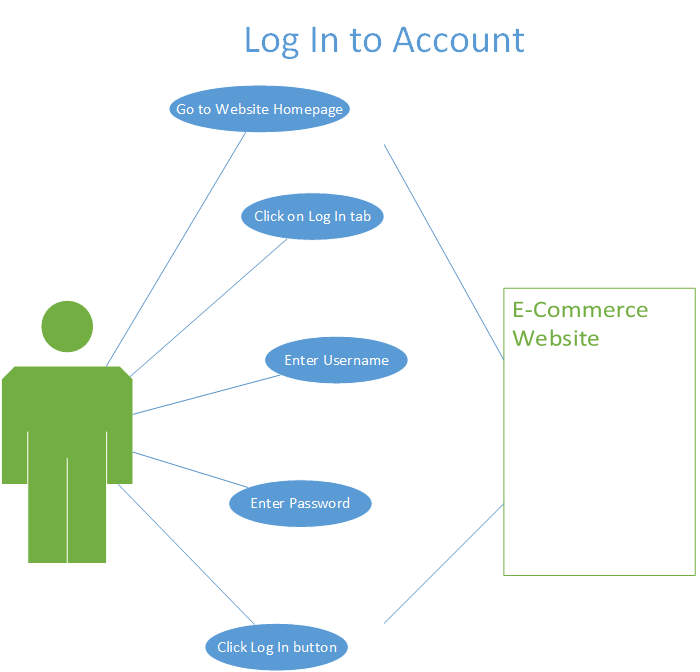 Log In to Account
Go to Website Homepage
Click on Log In tab
E-Commerce
Website
Enter Username
Enter Password
Click Log In button